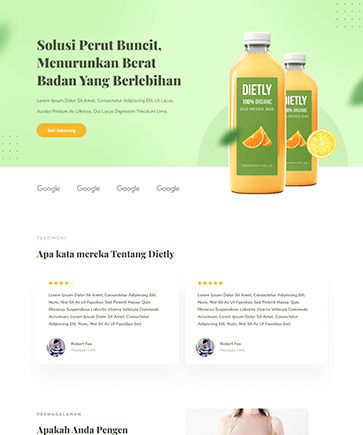 Solusi Perut Buncit,
Menurunkan Berat
Badan Yang Berlebihan
Lorem Ipsum Dolor Sit Amet, Consectetur Adipiscing Elit, Ut Lacus,
Auctor Pretium Ac Ultrices. Dui Lacus Dignissim Tincidunt Urna.
Beli Sekarang
DIETLY
100% ORGANIC
COLD PRESSED JUICE
DIETLY
100% ORGANIC
Google Google Google Google
TESTIMONI
Apa kata mereka Tentang Dietly
Lorem Ipsum Dolor Sit Amet, Consectetur Adipiscing Elit.
Nunc, Nisl Sit Ac Ut Faucibus Sed Potenti Massa. Quis
Rhoncus Suspendisse Lobortis Viverra Vehicula Commodo
Accumsan. Lorem Ipsum Dolor Sit Amet, Consectetur
Adipiscing Elit. Nunc, Nisl Sit Ac Ut Faucibus Sed
Robert Fox
Pelanggan Dietly
Lorem Ipsum Dolor Sit Amet, Consectetur Adipiscing Elit.
Nunc, Nisl Sit Ac Ut Faucibus Sed Potenti Massa. Quis
Rhoncus Suspendisse Lobortis Viverra Vehicula Commodo
Accumsan. Lorem Ipsum Dolor Sit Amet, Consectetur
Adipiscing Elit. Nunc, Nisl Sit Ac Ut Faucibus Sed
Robert Fox
Pelanggan Dietly
PERMASALAHAN
Apakah Anda Pengen